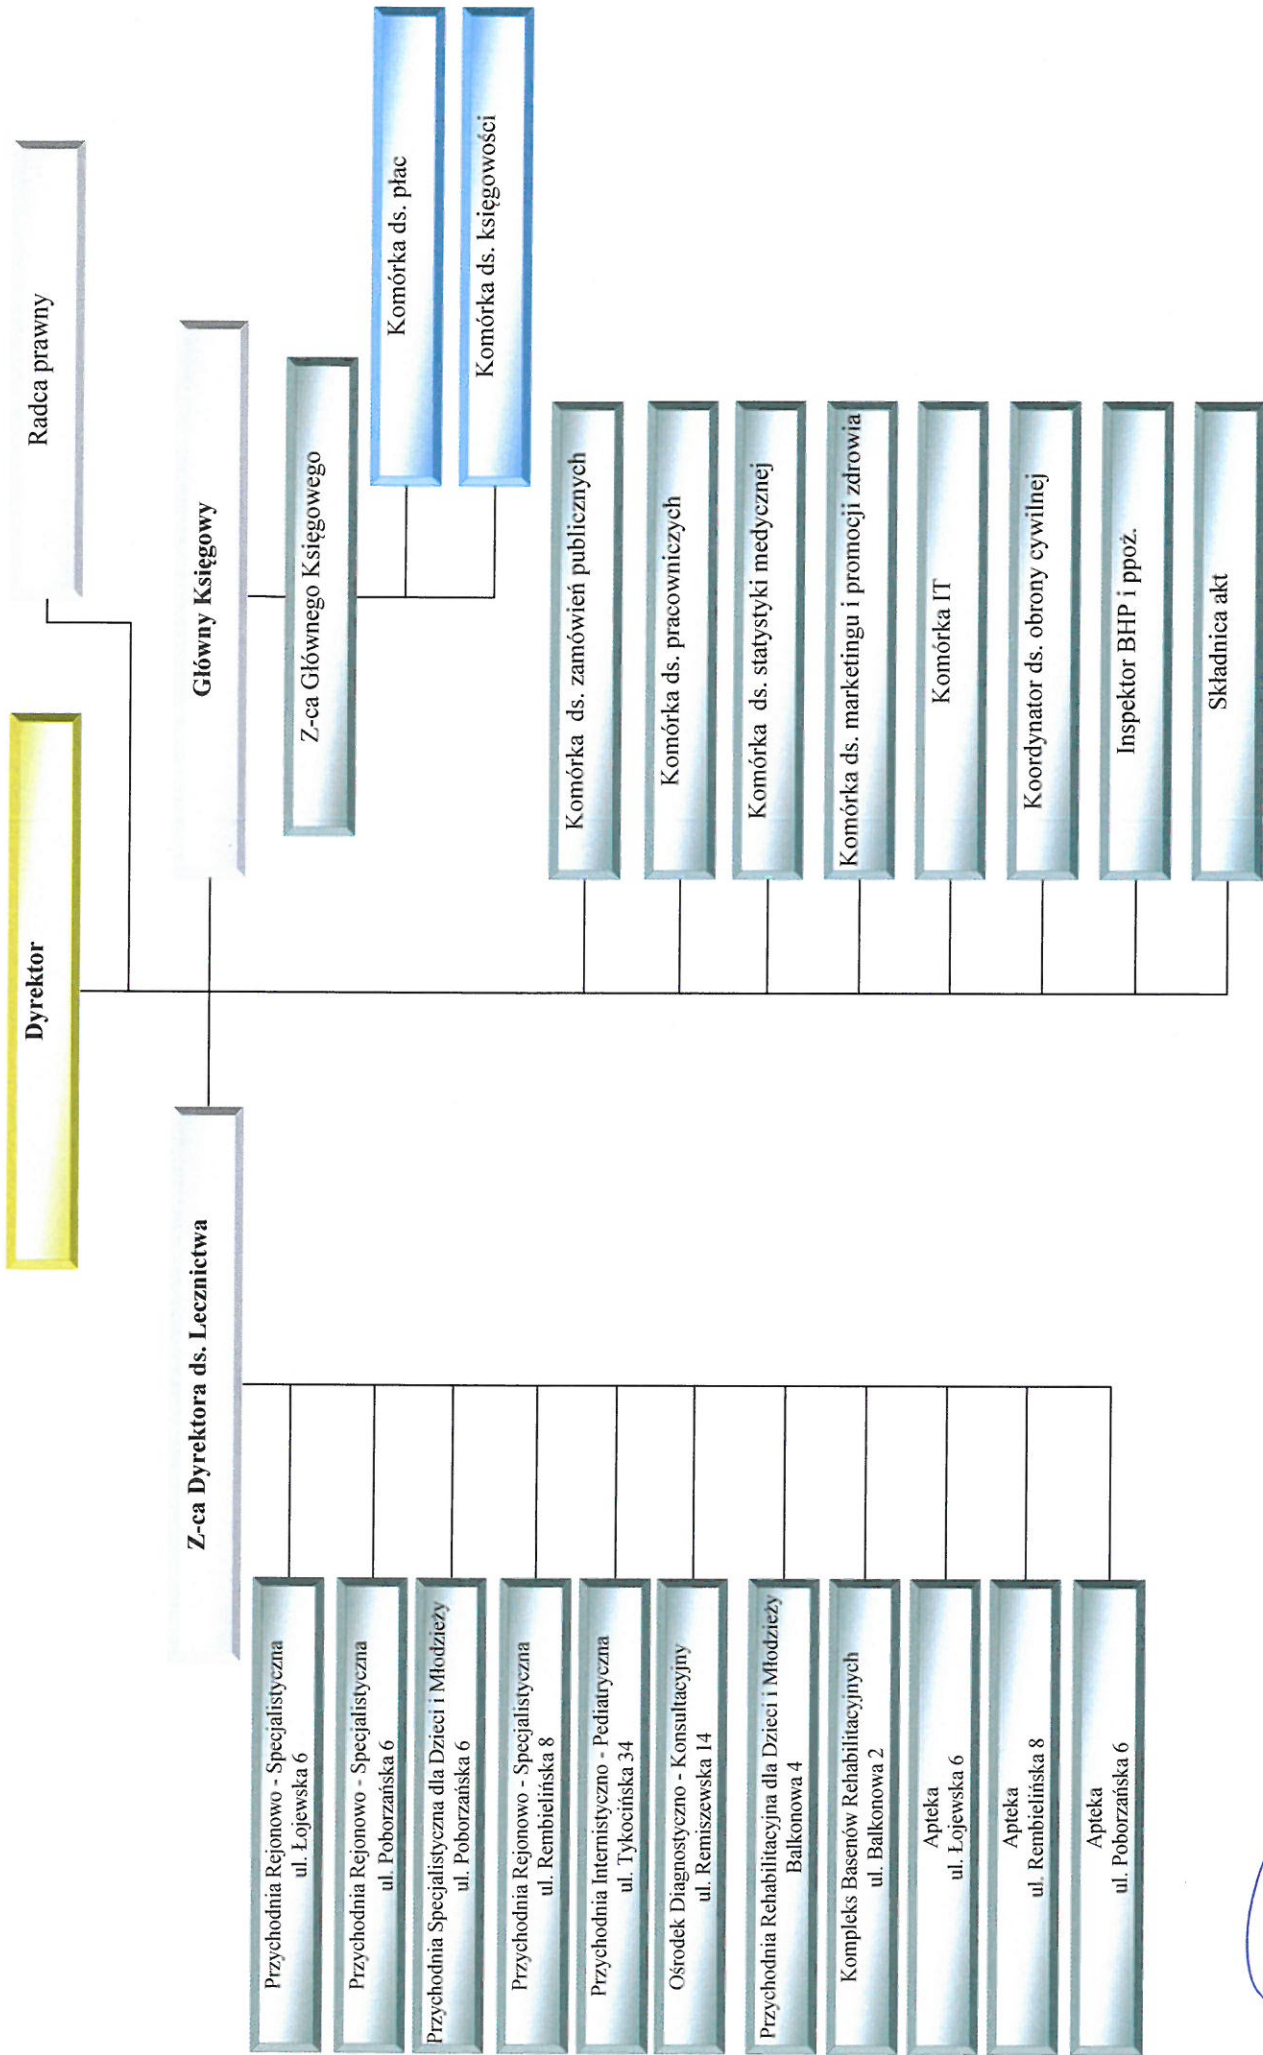 Dyrektor
Radca prawny
Z-ca Dyrektora ds. Lecznictwa
Główny Księgowy
Przychodnia Rejonowo - Specjalistyczna
ul. Łojewska 6
Przychodnia Rejonowo - Specjalistyczna
ul. Poborzańska 6
Przychodnia Specjalistyczna dla Dzieci i Młodzieży
ul. Poborzańska 6
Przychodnia Rejonowo - Specjalistyczna
ul. Rembielińska 8
Przychodnia Internistyczno - Pediatryczna
ul. Tykocińska 34
Ośrodek Diagnostyczno - Konsultacyjny
ul. Remiszewska 14
Przychodnia Rehabilitacyjna dla Dzieci i Młodzieży
Balkonowa 4
Kompleks Basenów Rehabilitacyjnych
ul. Balkonowa 2
Apteka
ul. Łojewska 6
Apteka
ul. Rembielińska 8
Apteka
ul. Poborzańska 6
Z-ca Głównego Księgowego
Komórka ds. płac
Komórka ds. księgowości
Komórka ds. zamówień publicznych
Komórka ds. pracowniczych
Komórka ds. statystyki medycznej
Komórka ds. marketingu i promocji zdrowia
Komórka IT
Koordynator ds. obrony cywilnej
Inspektor BHP i ppoż.
Składnica akt